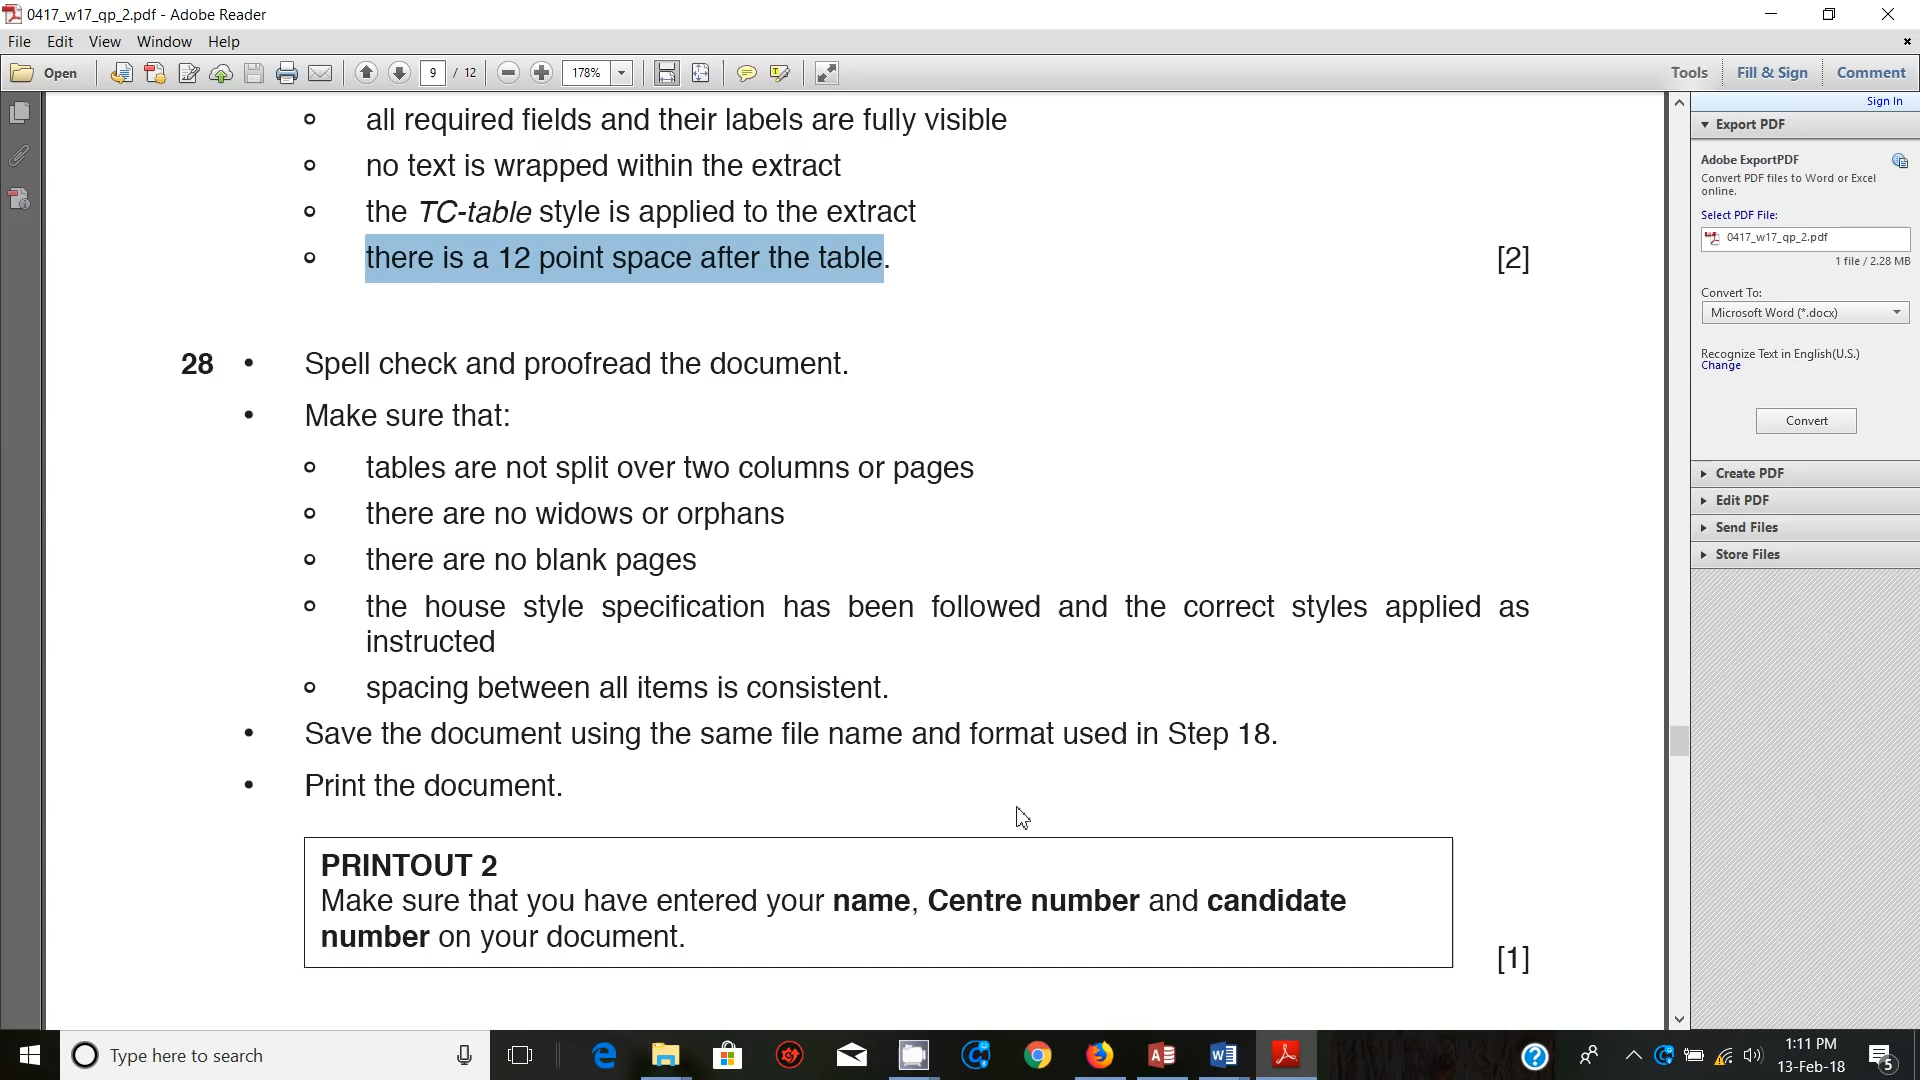 0417_w17_qp_2.pdf - Adobe Reader
File Edit View Window Help
Open 9 / 12 178% Tools Fill & Sign Comment
Sign In
Export PDF
Adobe ExportPDF
Convert PDF files to Word or Excel
online.
Select PDF File:
0417_w17_qp_2.pdf
1 file / 2.28 MB
Convert To:
Microsoft Word (*.docx)
Recognize Text in English(U.S.)
Change
Convert
Create PDF
Edit PDF
Send Files
Store Files
all required fields and their labels are fully visible
no text is wrapped within the extract
the TC-table style is applied to the extract
there is a 12 point space after the table. [2]
28 • Spell check and proofread the document.
• Make sure that:
tables are not split over two columns or pages
there are no widows or orphans
there are no blank pages
the house style specification has been followed and the correct styles applied as
instructed
spacing between all items is consistent.
• Save the document using the same file name and format used in Step 18.
• Print the document.
PRINTOUT 2
Make sure that you have entered your name, Centre number and candidate
number on your document.
[1]
Type here to search
1:11 PM
13-Feb-18
5